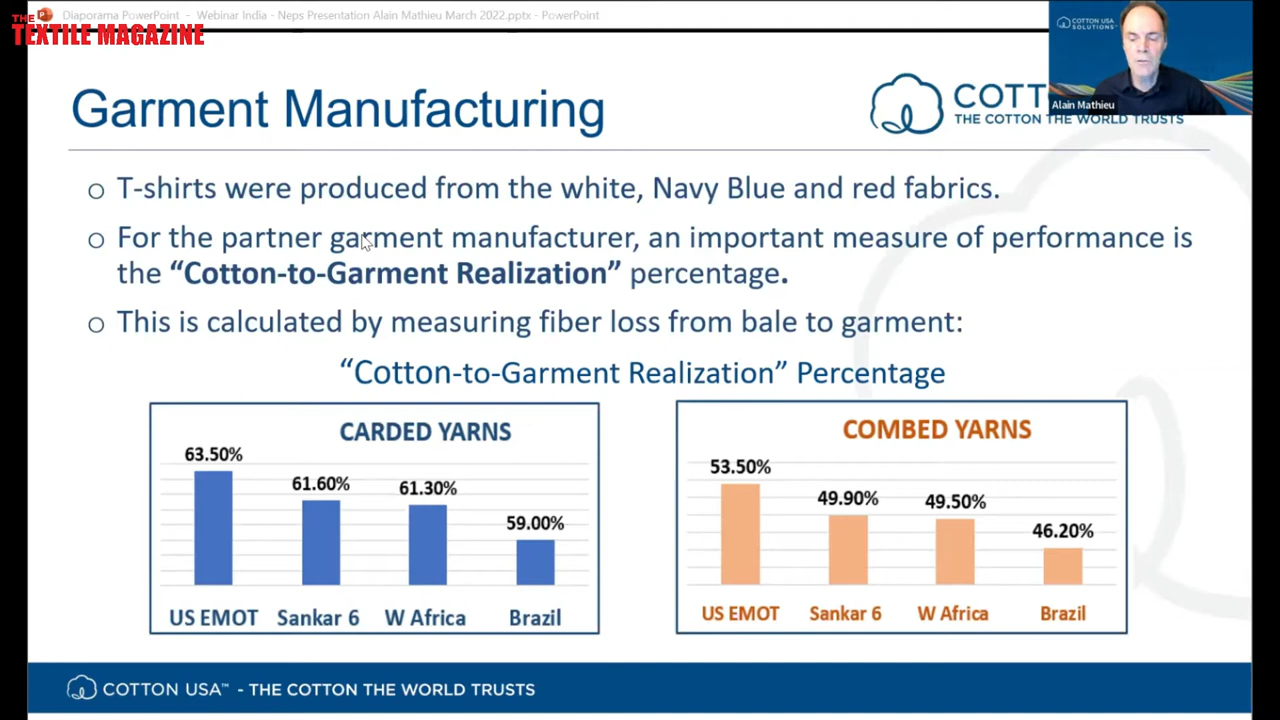 Diaporama PowerPoint - Webinar India - Neps Presentation Alain Mathieu March 2022.pptx - PowerPoint
THE
TEXTILE MAGAZINE
COTTON USA
SOLUTIONS
Alain Mathieu
Garment Manufacturing
COTT
THE COTTON THE WORLD TRUSTS
o T-shirts were produced from the white, Navy Blue and red fabrics.
o For the partner garment manufacturer, an important measure of performance is
the “Cotton-to-Garment Realization” percentage.
o This is calculated by measuring fiber loss from bale to garment:
“Cotton-to-Garment Realization” Percentage
CARDED YARNS
63.50%
61.60%
61.30%
59.00%
US EMOT Sankar 6 W Africa Brazil
COMBED YARNS
53.50%
49.90%
49.50%
46.20%
US EMOT Sankar 6 W Africa Brazil
COTTON USA™ - THE COTTON THE WORLD TRUSTS